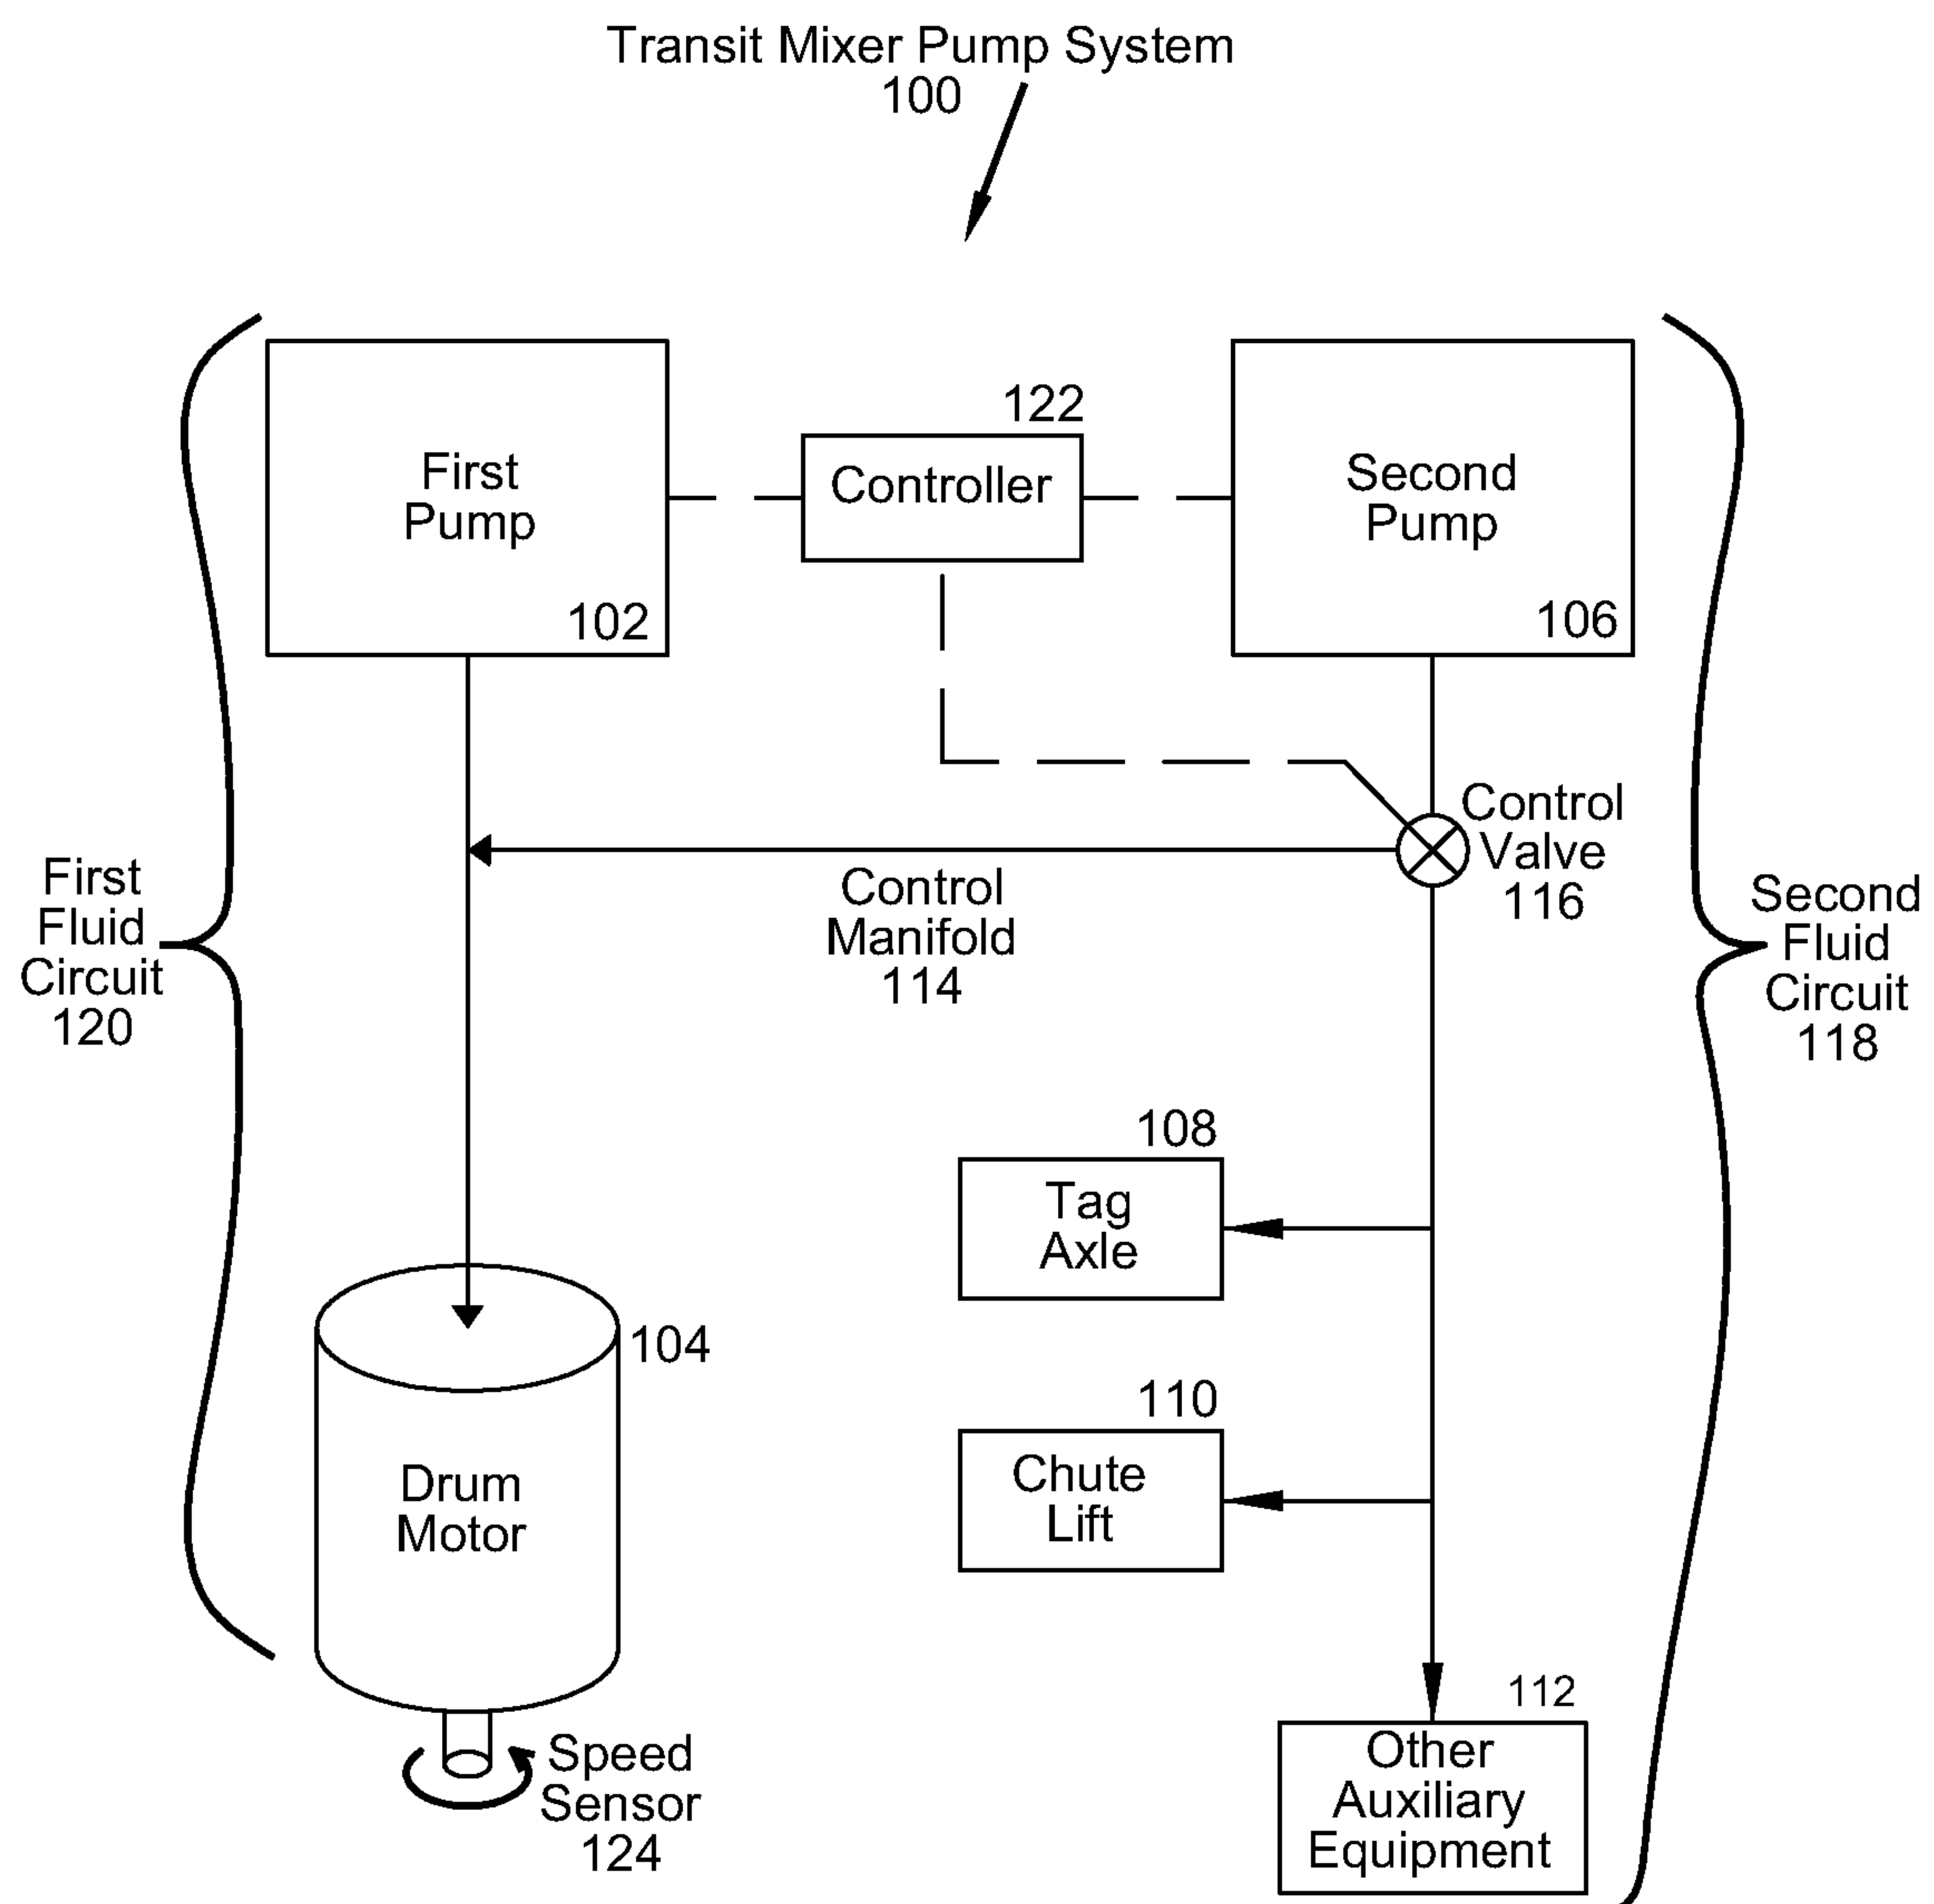 Transit Mixer Pump System
100
122
First
Pump
102
Controller
Second
Pump
106
Control
Valve
116
Control
Manifold
114
First
Fluid
Circuit
120
Second
Fluid
Circuit
118
108
Tag
Axle
104
110
Chute
Lift
Drum
Motor
112
Other
Auxiliary
Equipment
Speed
Sensor
124